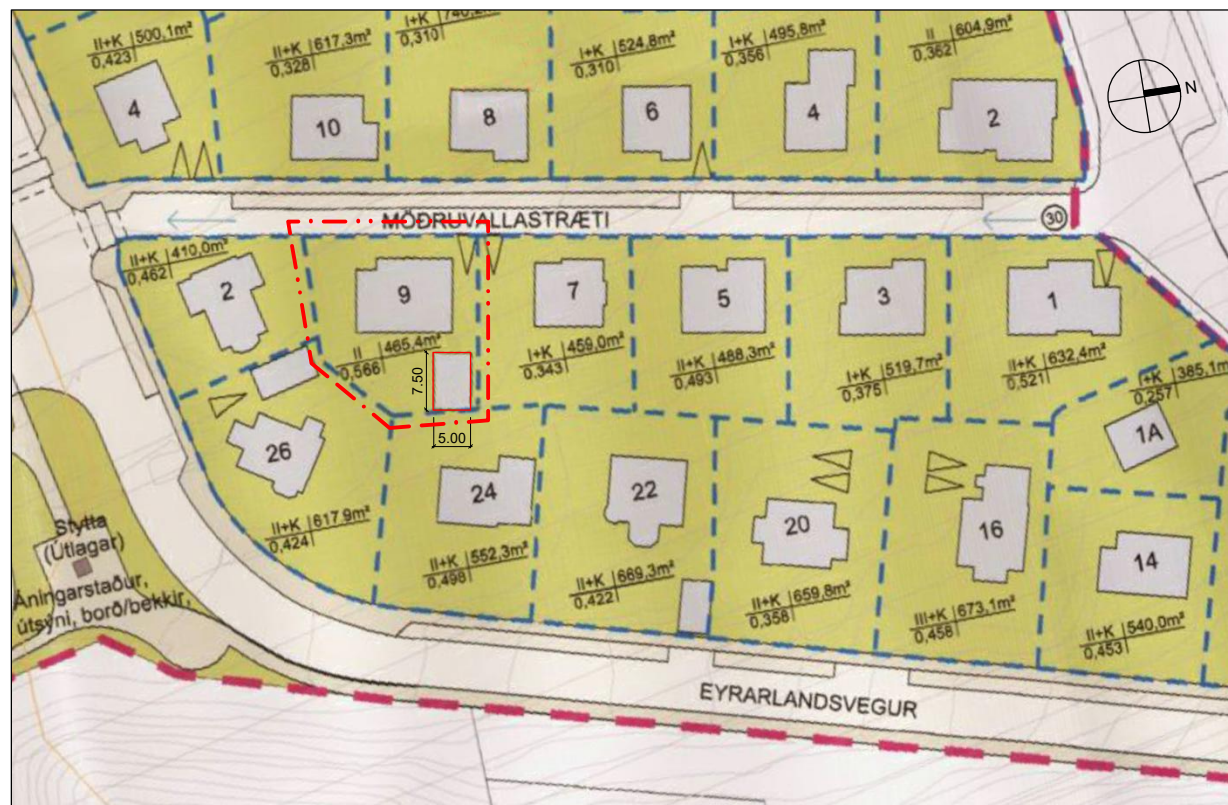 II+K 500,1m²
0,423
4
II+K 617,3m²
0,328
10
I+K 740,2m²
0,310
8
I+K 524,8m²
0,310
6
I+K 495,8m²
0,356
4
II 604,9m²
0,362
2
N
MÖÐRUVALLASTRÆTI
30
II+K 410,0m²
0,462
2
9
II 465,4m²
0,566
7.50
5.00
7
I+K 459,0m²
0,343
5
II+K 488,3m²
0,493
3
I+K 519,7m²
0,375
1
II+K 632,4m²
0,521
I+K 385,1m
0,257
1A
26
II+K 617,9m²
0,424
24
II+K 552,3m²
0,498
22
II+K 669,3m²
0,422
20
II+K 659,8m²
0,358
16
III+K 673,1m²
0,458
14
II+K 540,0m²
0,453
Stytta
(Útlagar)
Áningarstaður,
útsýni, borð/bekkir,
EYRARLANDSVEGUR